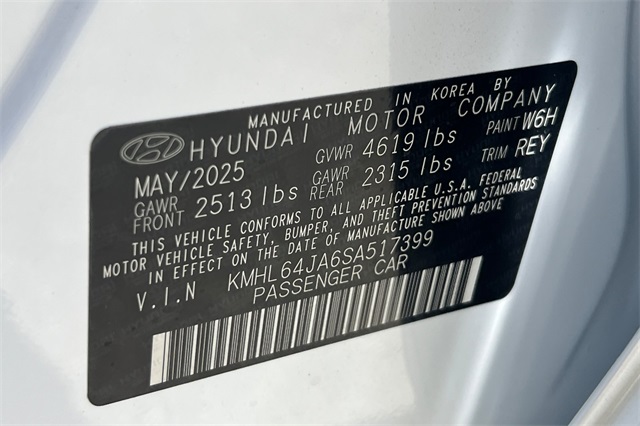 MANUFACTURED IN KOREA BY
HYUNDAI MOTOR COMPANY
MAY/2025 GVWR 4619 lbs PAINT W6H
GAWR FRONT 2513 lbs GAWR REAR 2315 lbs TRIM REY
THIS VEHICLE CONFORMS TO ALL APPLICABLE U.S.A. FEDERAL
MOTOR VEHICLE SAFETY, BUMPER, AND THEFT PREVENTION STANDARDS
IN EFFECT ON THE DATE OF MANUFACTURE SHOWN ABOVE
V.I.N KMHL64JA6SA517399
PASSENGER CAR